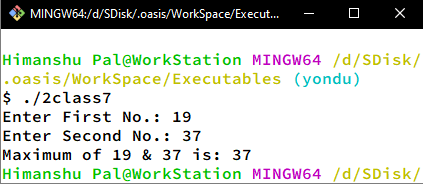 MINGW64:/d/SDisk/.oasis/WorkSpace/Execut...
Himanshu Pal@WorkStation MINGW64 /d/SDisk/
.oasis/WorkSpace/Executables (yondu)
$ ./2class7
Enter First No.: 19
Enter Second No.: 37
Maximum of 19 & 37 is: 37
Himanshu Pal@WorkStation MINGW64 /d/SDisk/